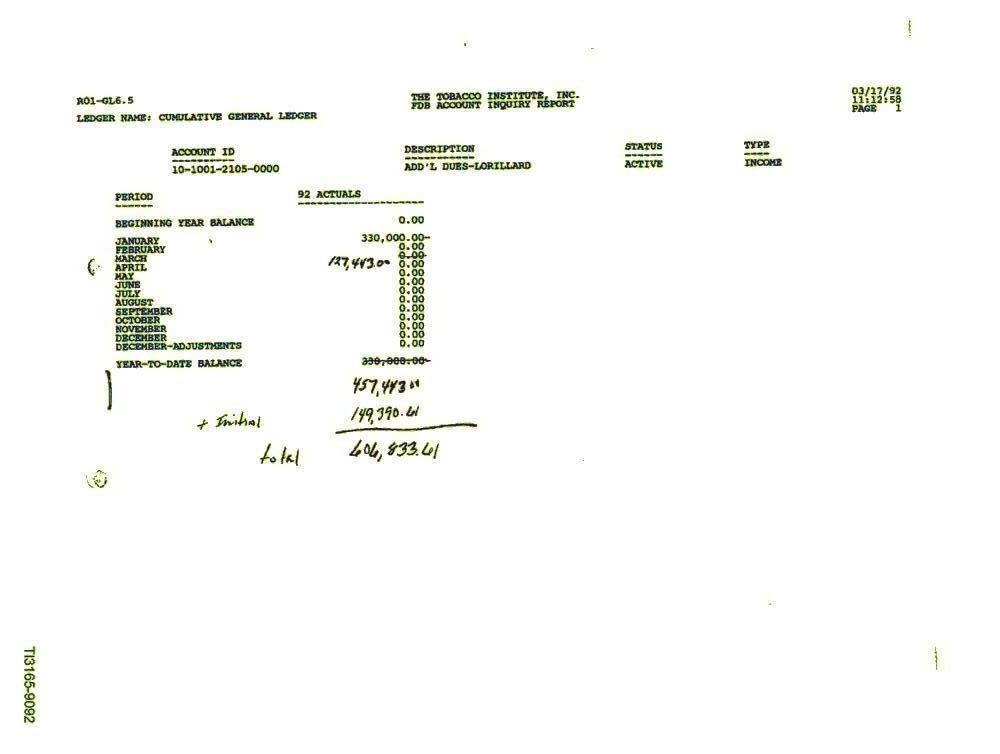 R01-GL6.5
THE TOBACCO INSTITUTE, INC.
03/17/92
FDB ACCOUNT INQUIRY REPORT
11:12:58
PAGE 1
LEDGER NAME: CUMULATIVE GENERAL LEDGER
ACCOUNT ID DESCRIPTION STATUS TYPE
10-1001-2105-0000 ADD'L DUES-LORILLARD ACTIVE INCOME
PERIOD 92 ACTUALS
BEGINNING YEAR BALANCE 0.00
JANUARY 330,000.00-
FEBRUARY 0.00
MARCH 127,443.00 0.00
APRIL 0.00
MAY 0.00
JUNE 0.00
JULY 0.00
AUGUST 0.00
SEPTEMBER 0.00
OCTOBER 0.00
NOVEMBER 0.00
DECEMBER 0.00
DECEMBER-ADJUSTMENTS 0.00
YEAR-TO-DATE BALANCE 330,000.00-
457,443.00
+ Initial 149,390.61
total 606,833.61
TI3165-9092